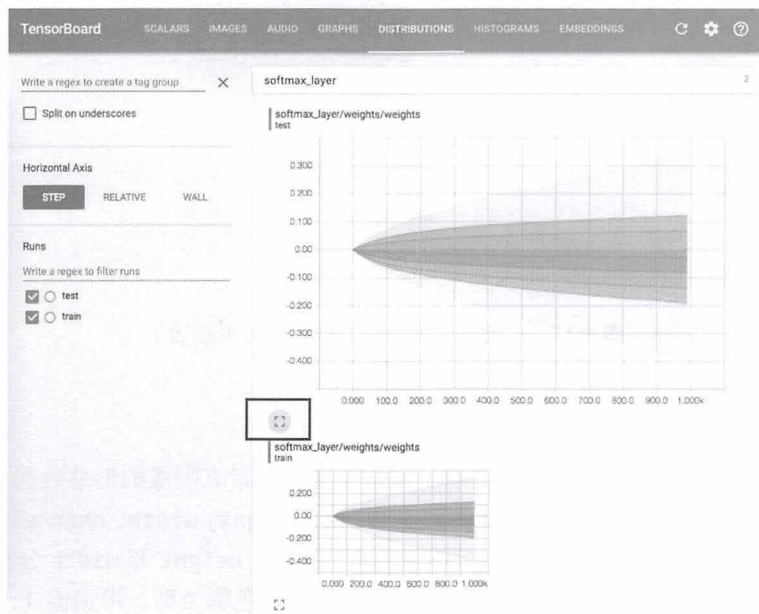 TensorBoard SCALARS IMAGES AUDIO GRAPHS DISTRIBUTIONS HISTOGRAMS EMBEDDINGS
Write a regex to create a tag group
Split on underscores
Horizontal Axis
STEP RELATIVE WALL
Runs
Write a regex to filter runs
test
train
softmax_layer 2
softmax_layer/weights/weights
test
0.300
0.200
0.100
0.00
-0.100
-0.200
-0.300
-0.400
0.000 100.0 200.0 300.0 400.0 500.0 600.0 700.0 800.0 900.0 1.000k
softmax_layer/weights/weights
train
0.200
0.00
-0.200
-0.400
0.000 200.0 400.0 600.0 800.0 1.000k